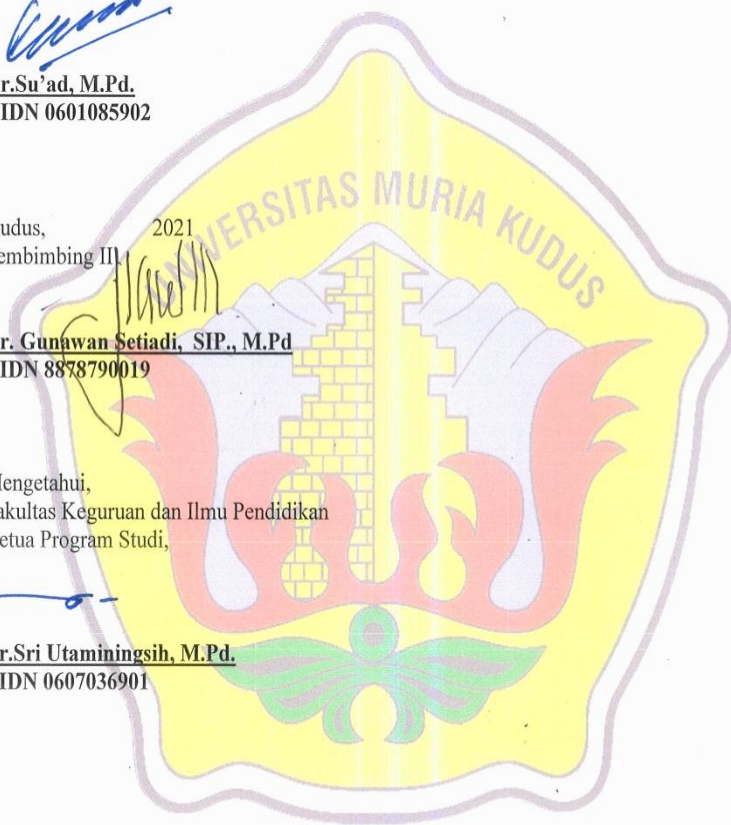 r.Su'ad, M.Pd.
IDN 0601085902
udus, 2021
embimbing II
UNIVERSITAS MURIA KUDUS
r. Gunawan Setiadi, SIP., M.Pd
IDN 8878790019
engetahui,
akultas Keguruan dan Ilmu Pendidikan
etua Program Studi,
r.Sri Utaminingsih, M.Pd.
IDN 0607036901